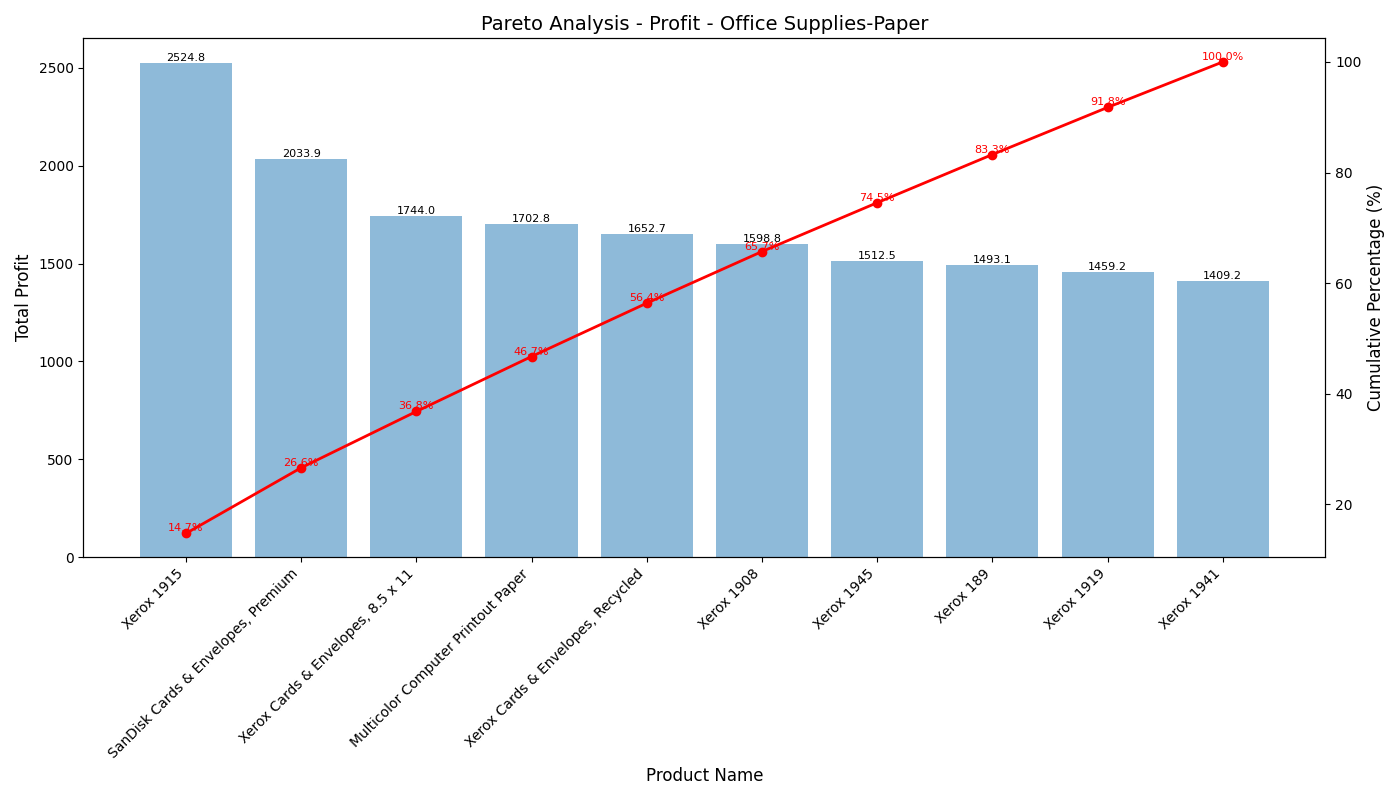 Pareto Analysis - Profit - Office Supplies-Paper
Total Profit
2500
2000
1500
1000
500
0
2524.8
2033.9
1744.0
1702.8
1652.7
1598.8
1512.5
1493.1
1459.2
1409.2
14.7%
26.6%
36.8%
46.7%
56.4%
65.7%
74.5%
83.3%
91.8%
100.0%
100
80
60
40
20
Cumulative Percentage (%)
Xerox 1915
SanDisk Cards & Envelopes, Premium
Xerox Cards & Envelopes, 8.5 x 11
Multicolor Computer Printout Paper
Xerox Cards & Envelopes, Recycled
Xerox 1908
Xerox 1945
Xerox 189
Xerox 1919
Xerox 1941
Product Name